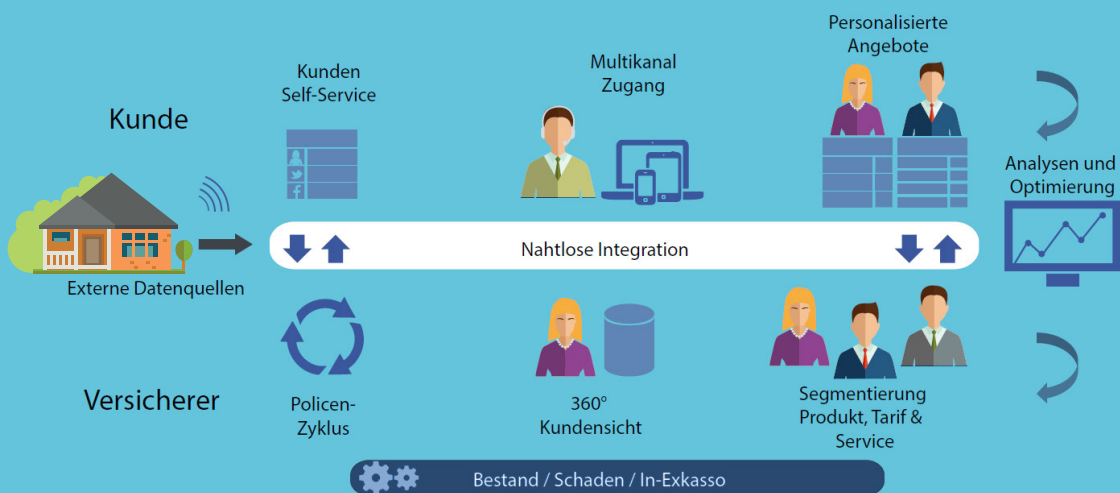 Personalisierte
Angebote
Multikanal
Zugang
Kunden
Self-Service
Kunde
Analysen und
Optimierung
Nahtlose Integration
Externe Datenquellen
Versicherer
Policen-
Zyklus
360°
Kundensicht
Segmentierung
Produkt, Tarif &
Service
Bestand / Schaden / In-Exkasso